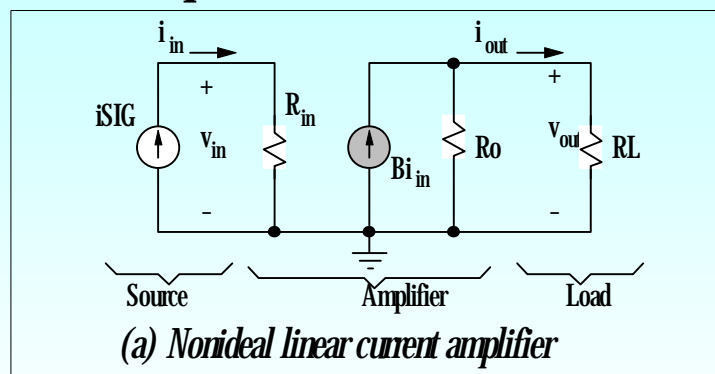 i in
i out
+
+
iSIG
R in
v in
Bi in
Ro
v out
RL
–
–
Source
Amplifier
Load
(a) Nonideal linear current amplifier